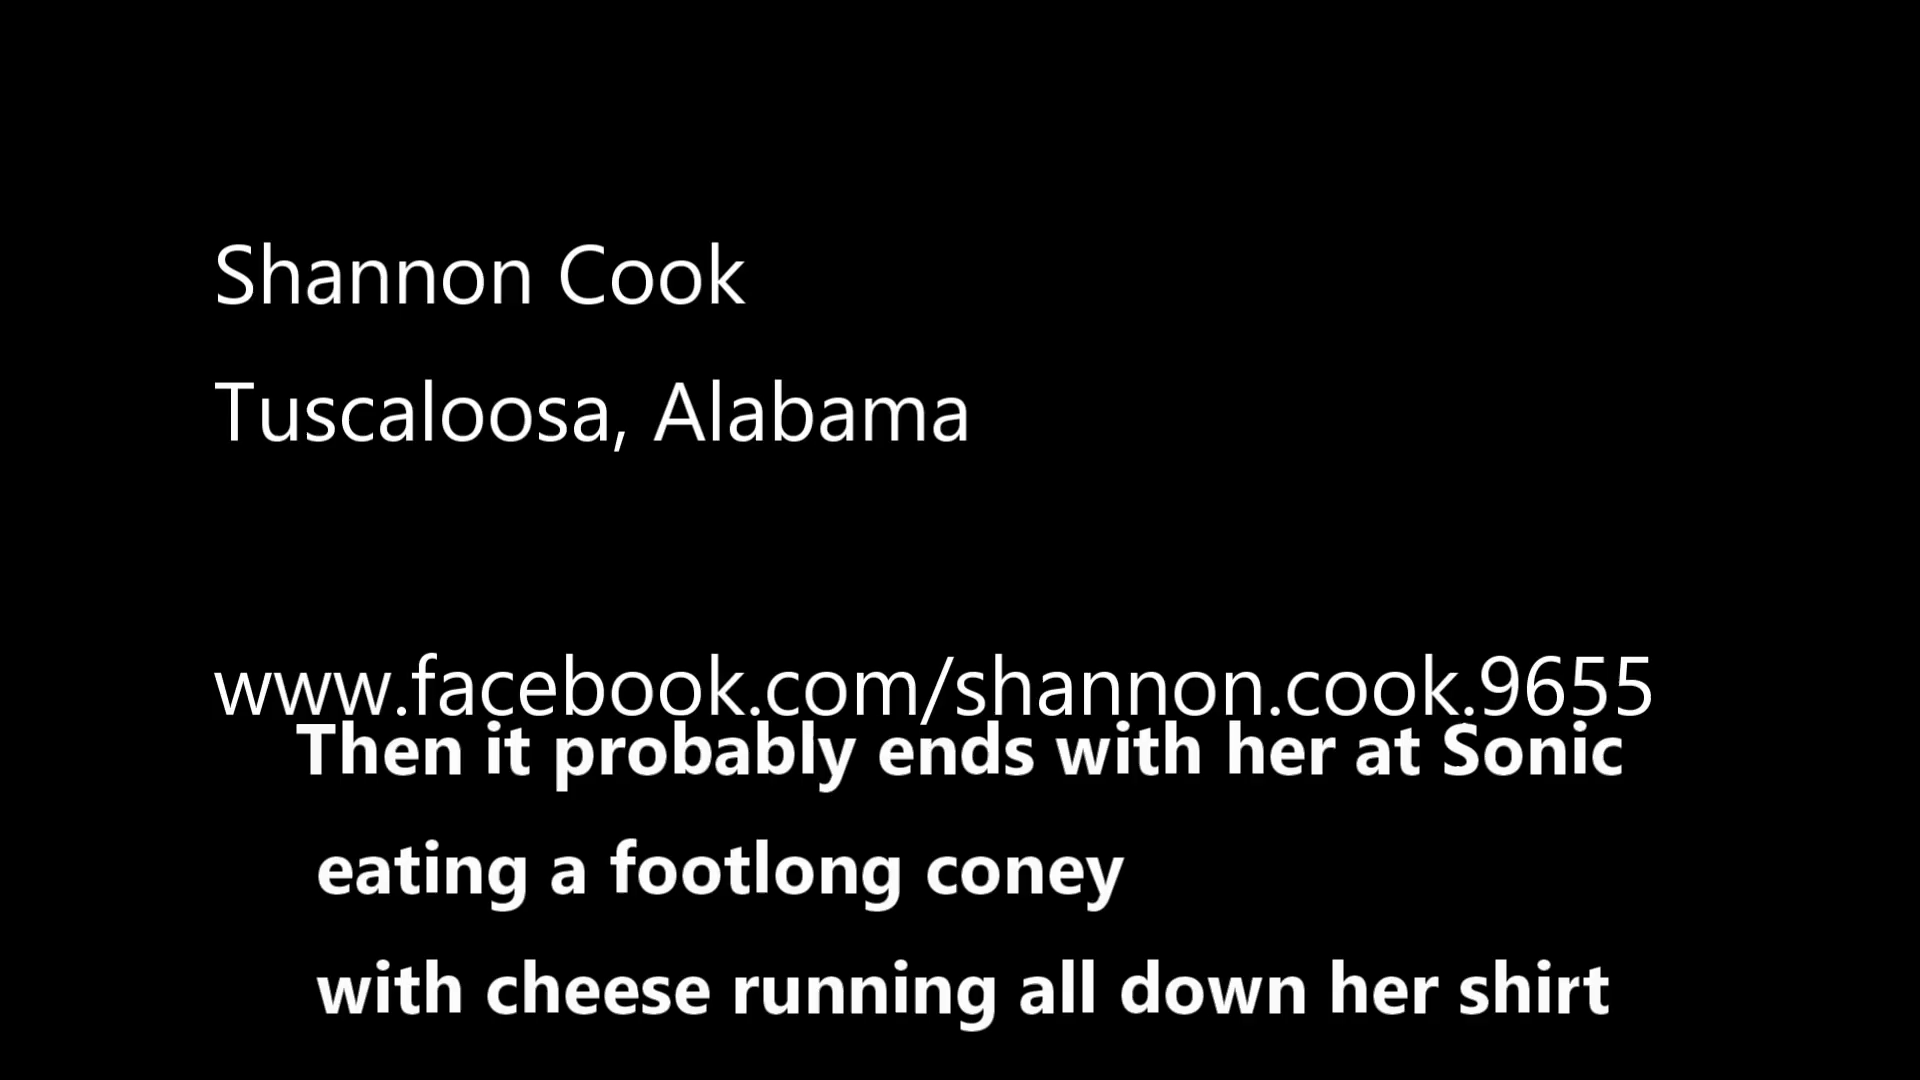 Shannon Cook
Tuscaloosa, Alabama
www.facebook.com/shannon.cook.9655
Then it probably ends with her at Sonic
eating a footlong coney
with cheese running all down her shirt